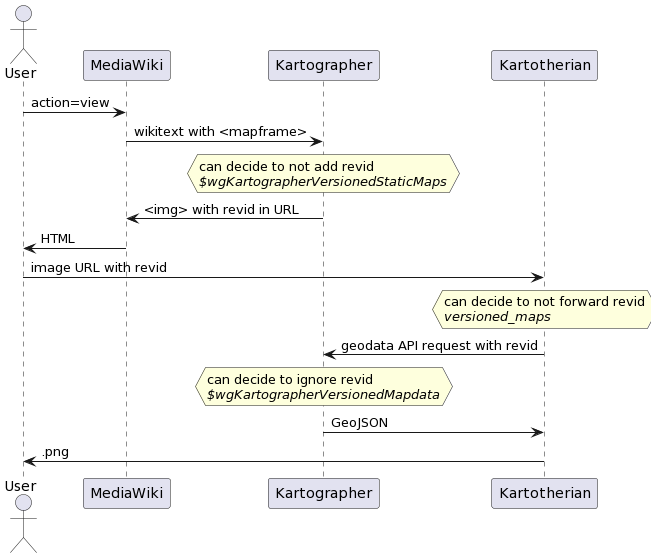 User
MediaWiki
Kartographer
Kartotherian
action=view
wikitext with <mapframe>
can decide to not add revid
$wgKartographerVersionedStaticMaps
<img> with revid in URL
HTML
image URL with revid
can decide to not forward revid
versioned_maps
geodata API request with revid
can decide to ignore revid
$wgKartographerVersionedMapdata
GeoJSON
.png
User
MediaWiki
Kartographer
Kartotherian